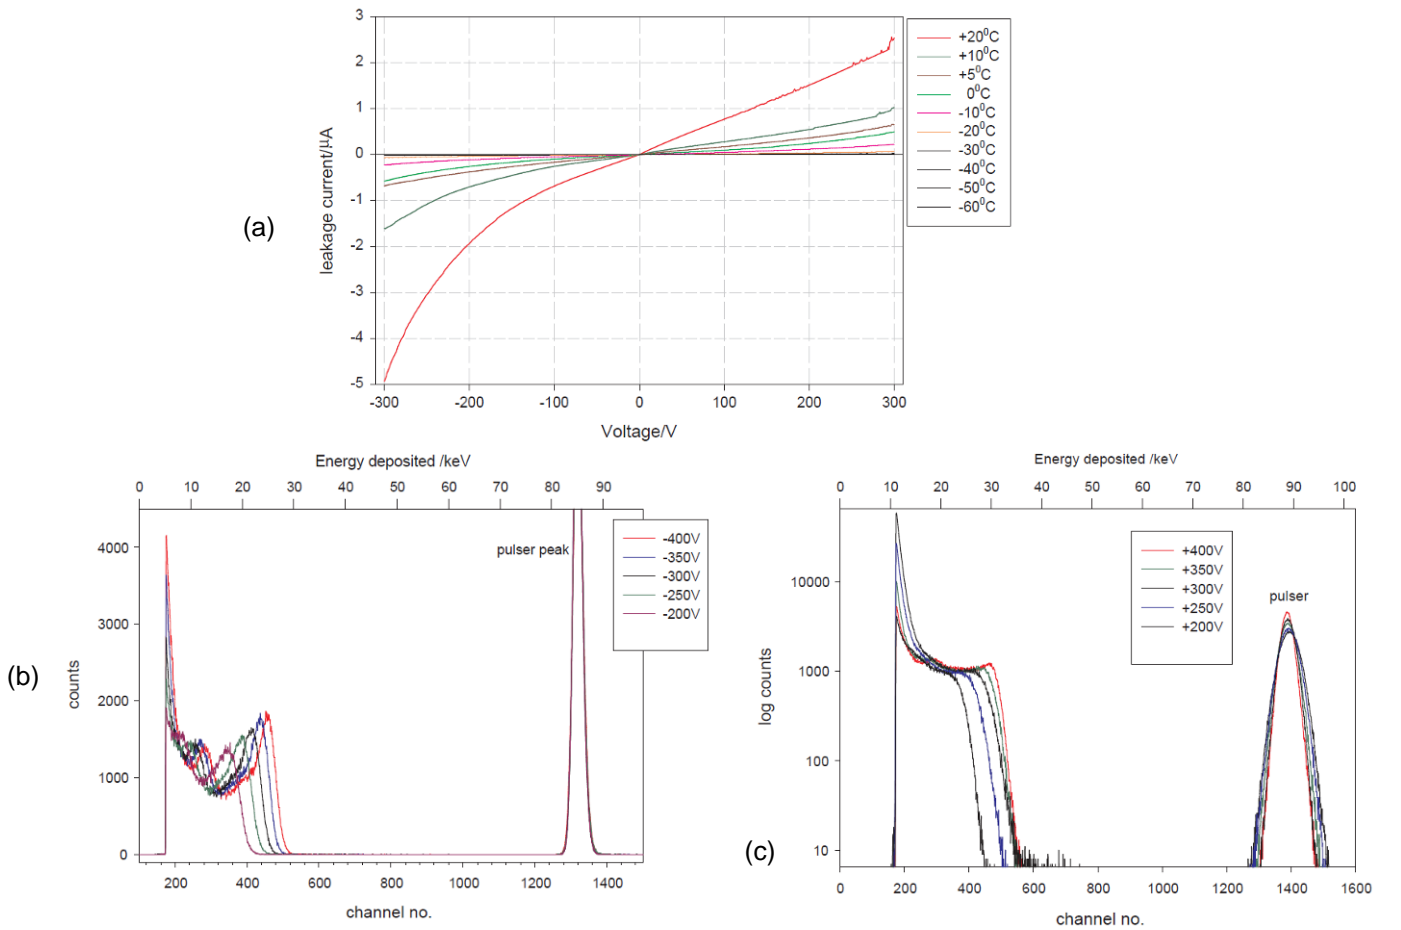 3
2
1
0
-1
-2
-3
-4
-5
leakage current/µA
-300 -200 -100 0 100 200 300
Voltage/V
+20⁰C
+10⁰C
+5⁰C
0⁰C
-10⁰C
-20⁰C
-30⁰C
-40⁰C
-50⁰C
-60⁰C
(a)
Energy deposited /keV
0 10 20 30 40 50 60 70 80 90
4000
3000
2000
1000
0
counts
pulser peak
-400V
-350V
-300V
-250V
-200V
200 400 600 800 1000 1200 1400
channel no.
(b)
Energy deposited /keV
0 10 20 30 40 50 60 70 80 90 100
10000
1000
100
10
log counts
+400V
+350V
+300V
+250V
+200V
pulser
0 200 400 600 800 1000 1200 1400 1600
channel no.
(c)